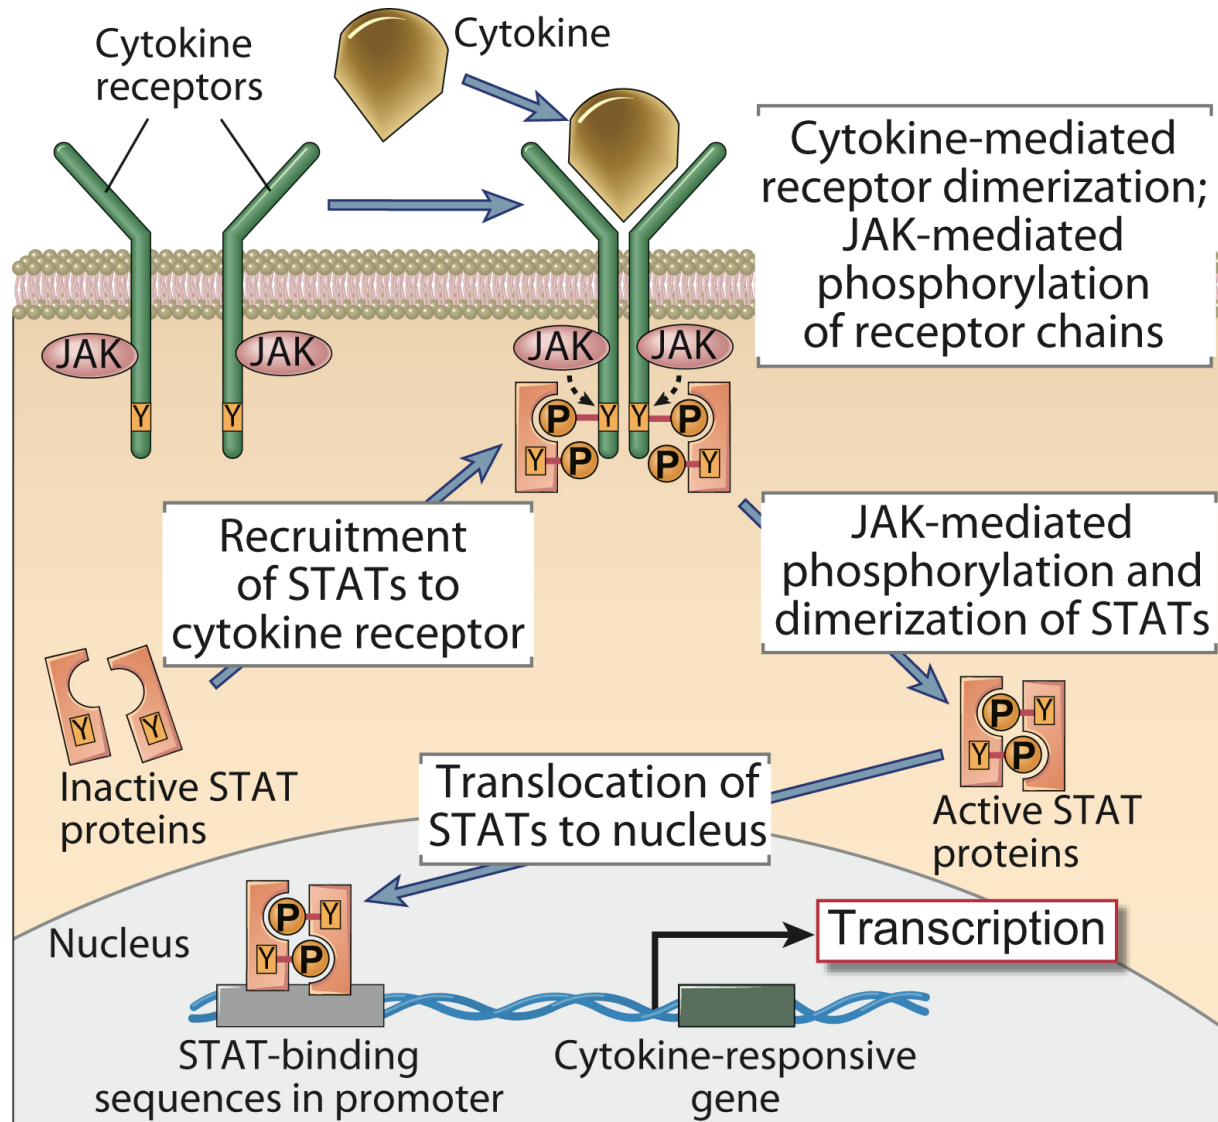 Cytokine
receptors
Cytokine
Cytokine-mediated
receptor dimerization;
JAK-mediated
phosphorylation
of receptor chains
JAK
JAK
JAK
JAK
Y
Y
P
Y
Y
P
Y
P
P
Y
Recruitment
of STATs to
cytokine receptor
JAK-mediated
phosphorylation and
dimerization of STATs
Y
Y
Inactive STAT
proteins
P
Y
Y
P
Active STAT
proteins
Translocation of
STATs to nucleus
Nucleus
P
Y
Y
P
Transcription
STAT-binding
sequences in promoter
Cytokine-responsive
gene